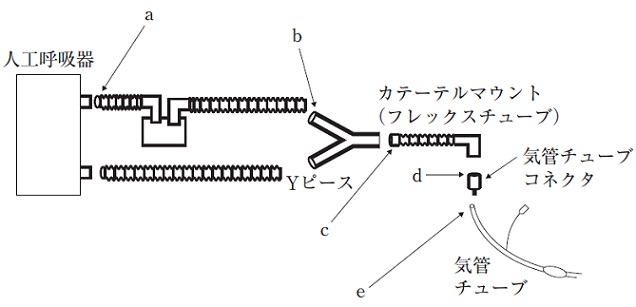 a
人工呼吸器
b
カテーテルマウント
（フレックスチューブ）
Yピース
c
d
気管チューブ
コネクタ
e
気管
チューブ